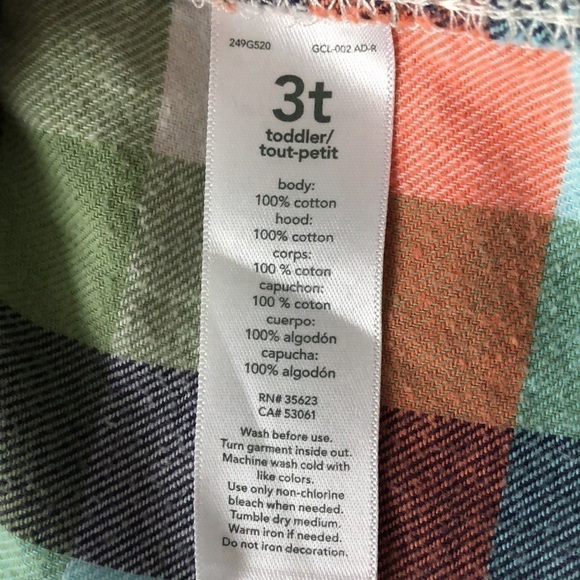 249G520 GCL-002 AD-R
3t
toddler/
tout-petit
body:
100% cotton
hood:
100% cotton
corps:
100 % coton
capuchon:
100 % coton
cuerpo:
100% algodón
capucha:
100% algodón
RN# 35623
CA# 53061
Wash before use.
Turn garment inside out.
Machine wash cold with
like colors.
Use only non-chlorine
bleach when needed.
Tumble dry medium.
Warm iron if needed.
Do not iron decoration.